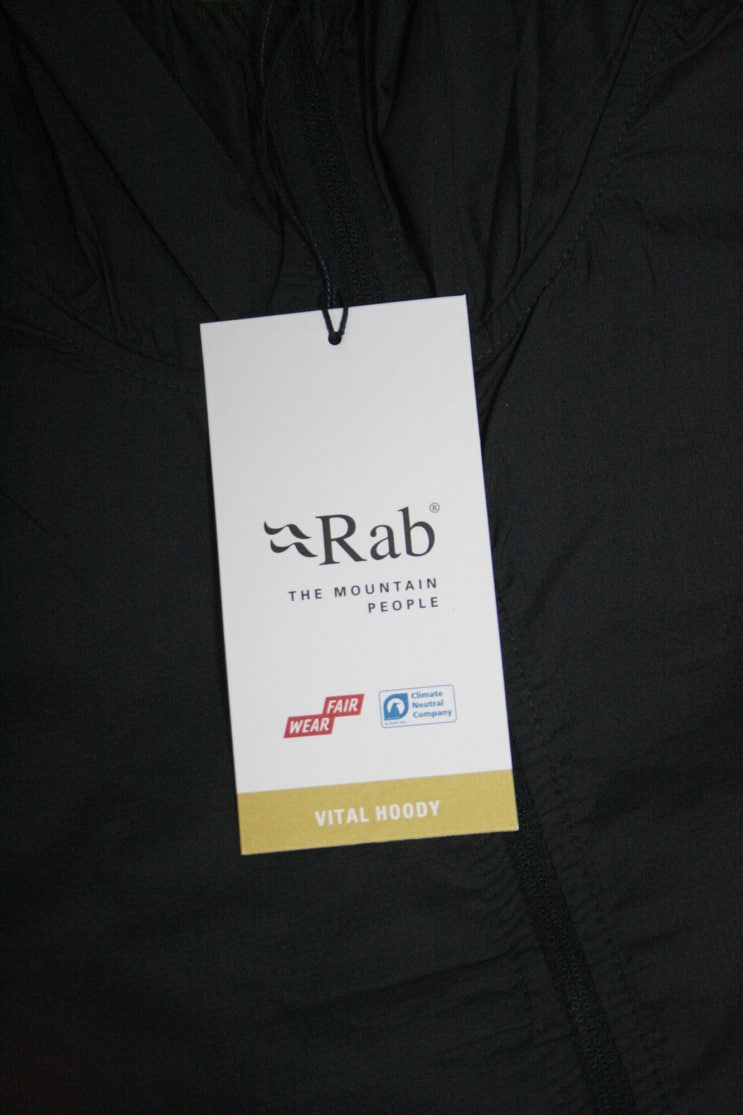 Rab®
THE MOUNTAIN
PEOPLE
FAIR
WEAR
Climate
Neutral
Company
VITAL HOODY